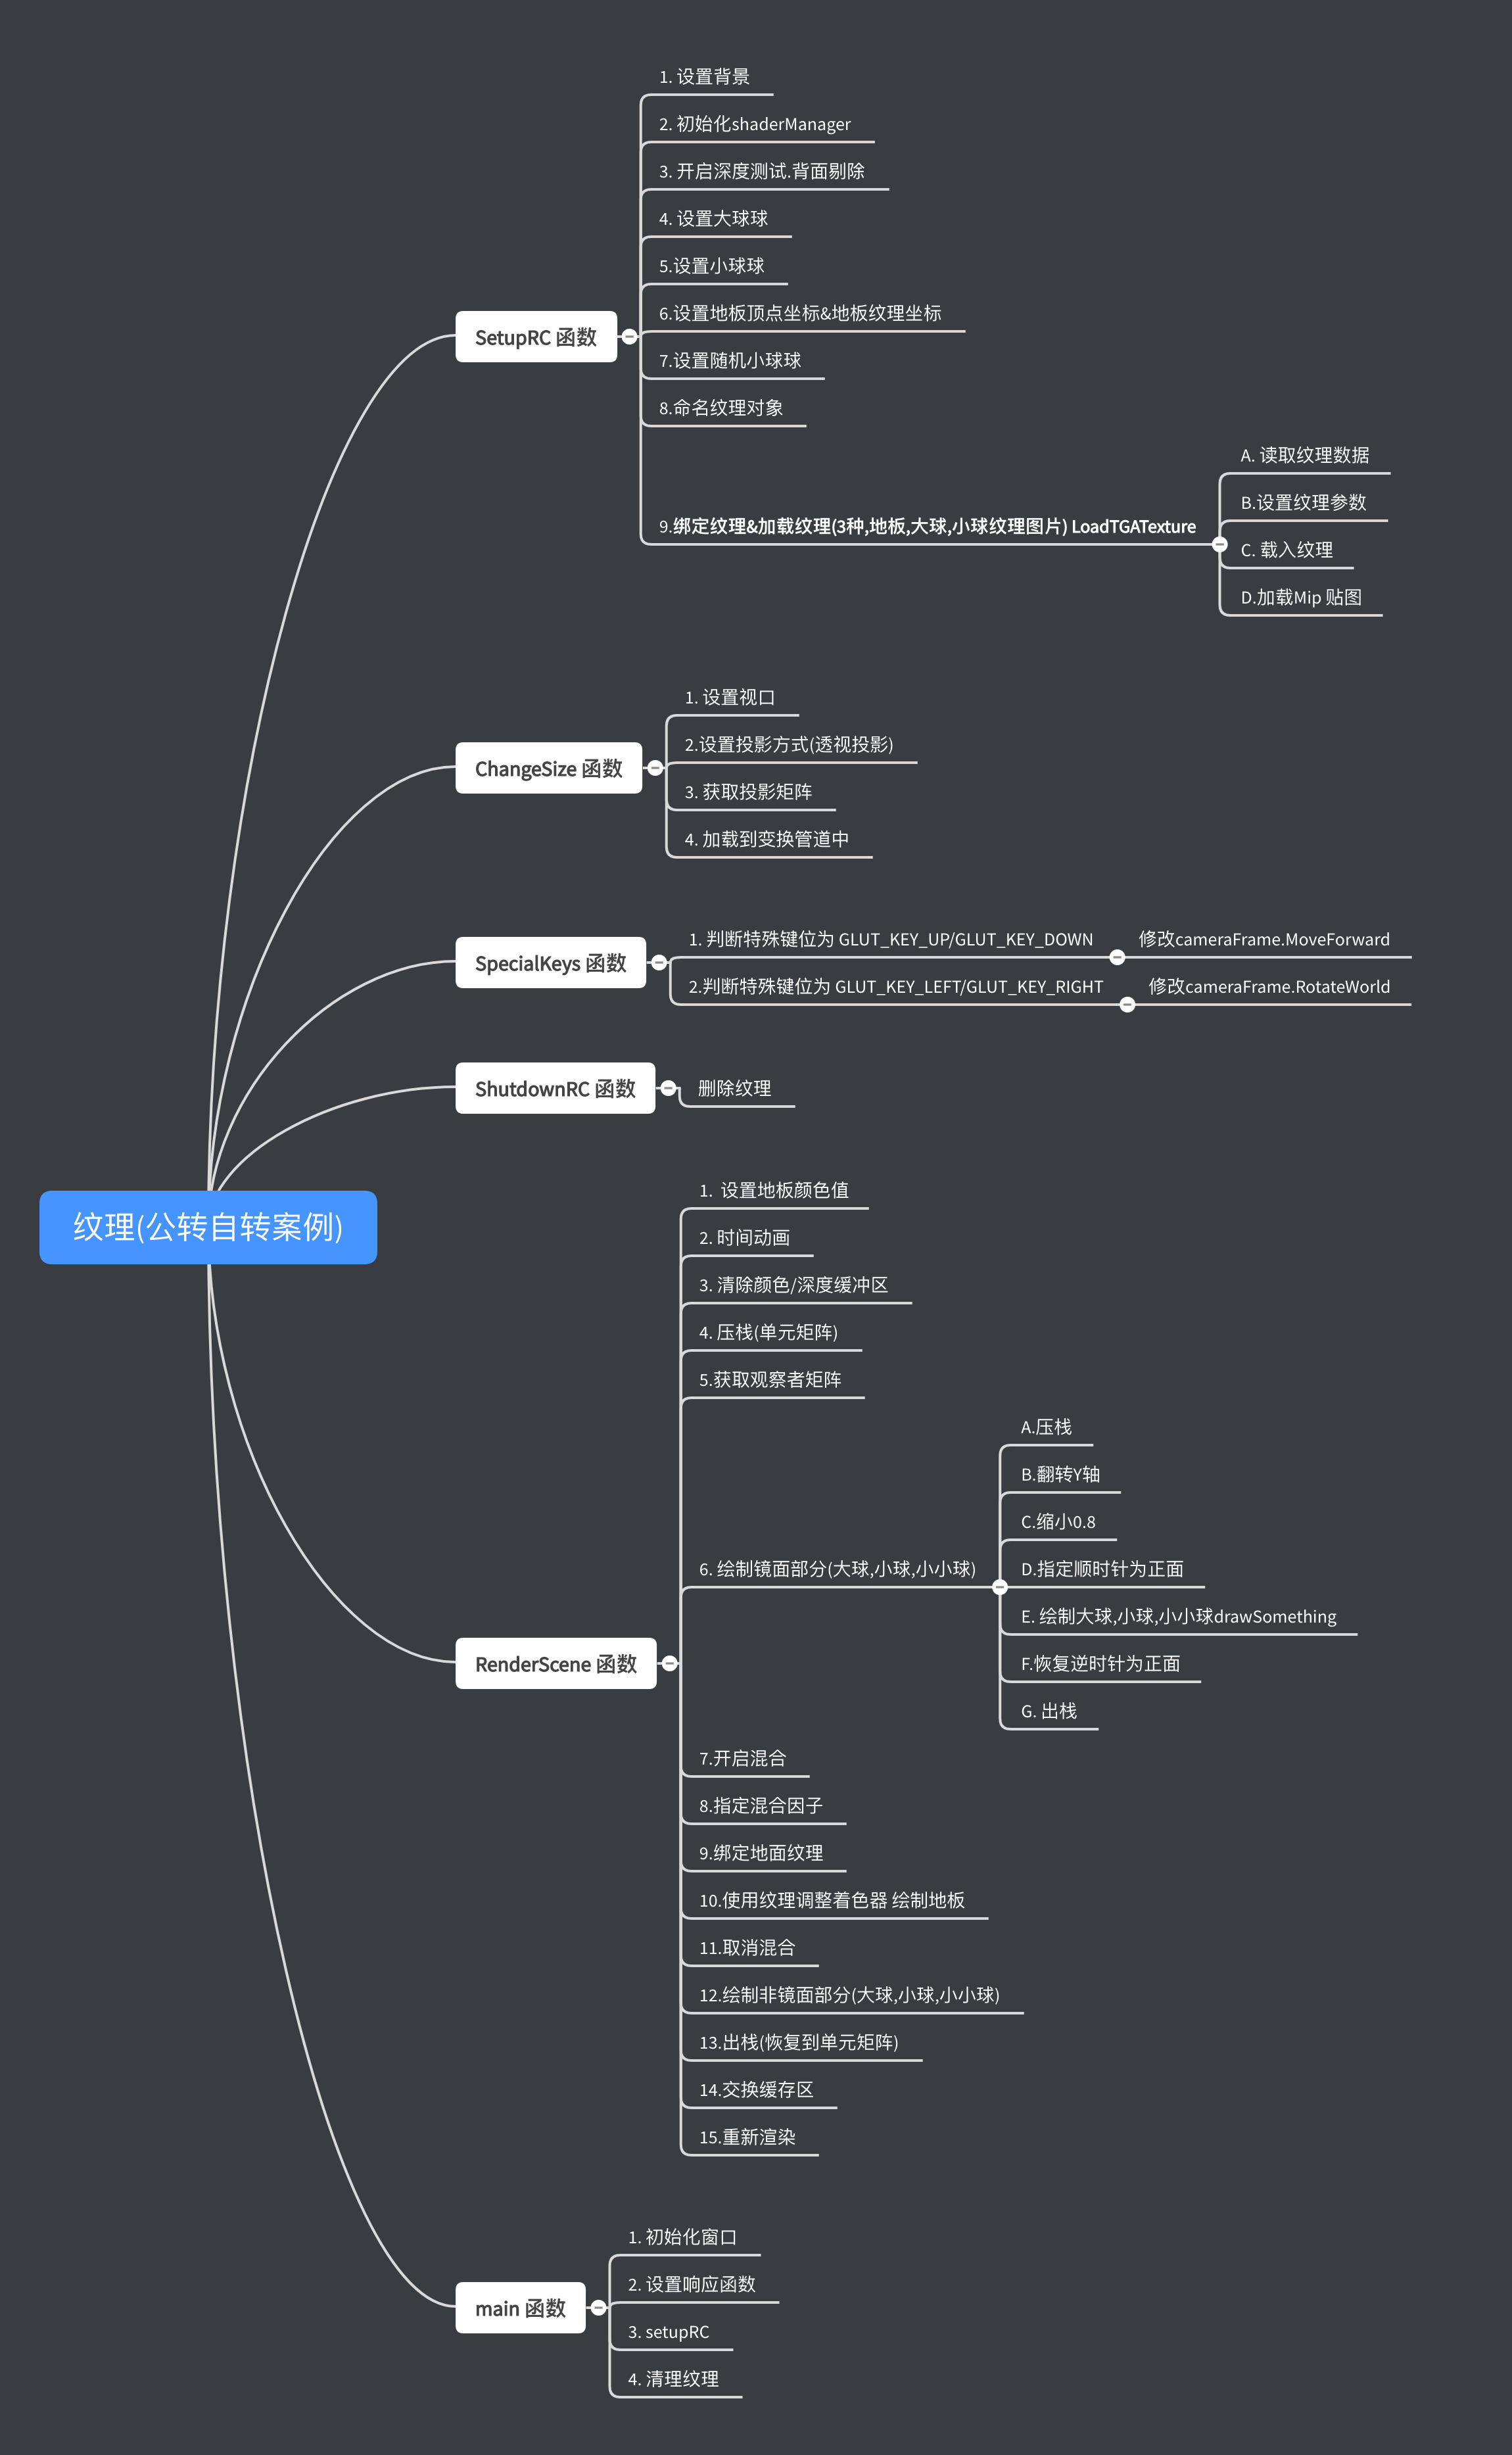 纹理(公转自转案例)
SetupRC 函数
1. 设置背景
2. 初始化shaderManager
3. 开启深度测试.背面剔除
4. 设置大球球
5.设置小球球
6.设置地板顶点坐标&地板纹理坐标
7.设置随机小球球
8.命名纹理对象
9.绑定纹理&加载纹理(3种,地板,大球,小球纹理图片) LoadTGATexture
A. 读取纹理数据
B.设置纹理参数
C. 载入纹理
D.加载Mip 贴图
ChangeSize 函数
1. 设置视口
2.设置投影方式(透视投影)
3. 获取投影矩阵
4. 加载到变换管道中
SpecialKeys 函数
1. 判断特殊键位为 GLUT_KEY_UP/GLUT_KEY_DOWN
修改cameraFrame.MoveForward
2.判断特殊键位为 GLUT_KEY_LEFT/GLUT_KEY_RIGHT
修改cameraFrame.RotateWorld
ShutdownRC 函数
删除纹理
RenderScene 函数
1. 设置地板颜色值
2. 时间动画
3. 清除颜色/深度缓冲区
4. 压栈(单元矩阵)
5.获取观察者矩阵
6. 绘制镜面部分(大球,小球,小小球)
A.压栈
B.翻转Y轴
C.缩小0.8
D.指定顺时针为正面
E. 绘制大球,小球,小小球drawSomething
F.恢复逆时针为正面
G. 出栈
7.开启混合
8.指定混合因子
9.绑定地面纹理
10.使用纹理调整着色器 绘制地板
11.取消混合
12.绘制非镜面部分(大球,小球,小小球)
13.出栈(恢复到单元矩阵)
14.交换缓存区
15.重新渲染
main 函数
1. 初始化窗口
2. 设置响应函数
3. setupRC
4. 清理纹理